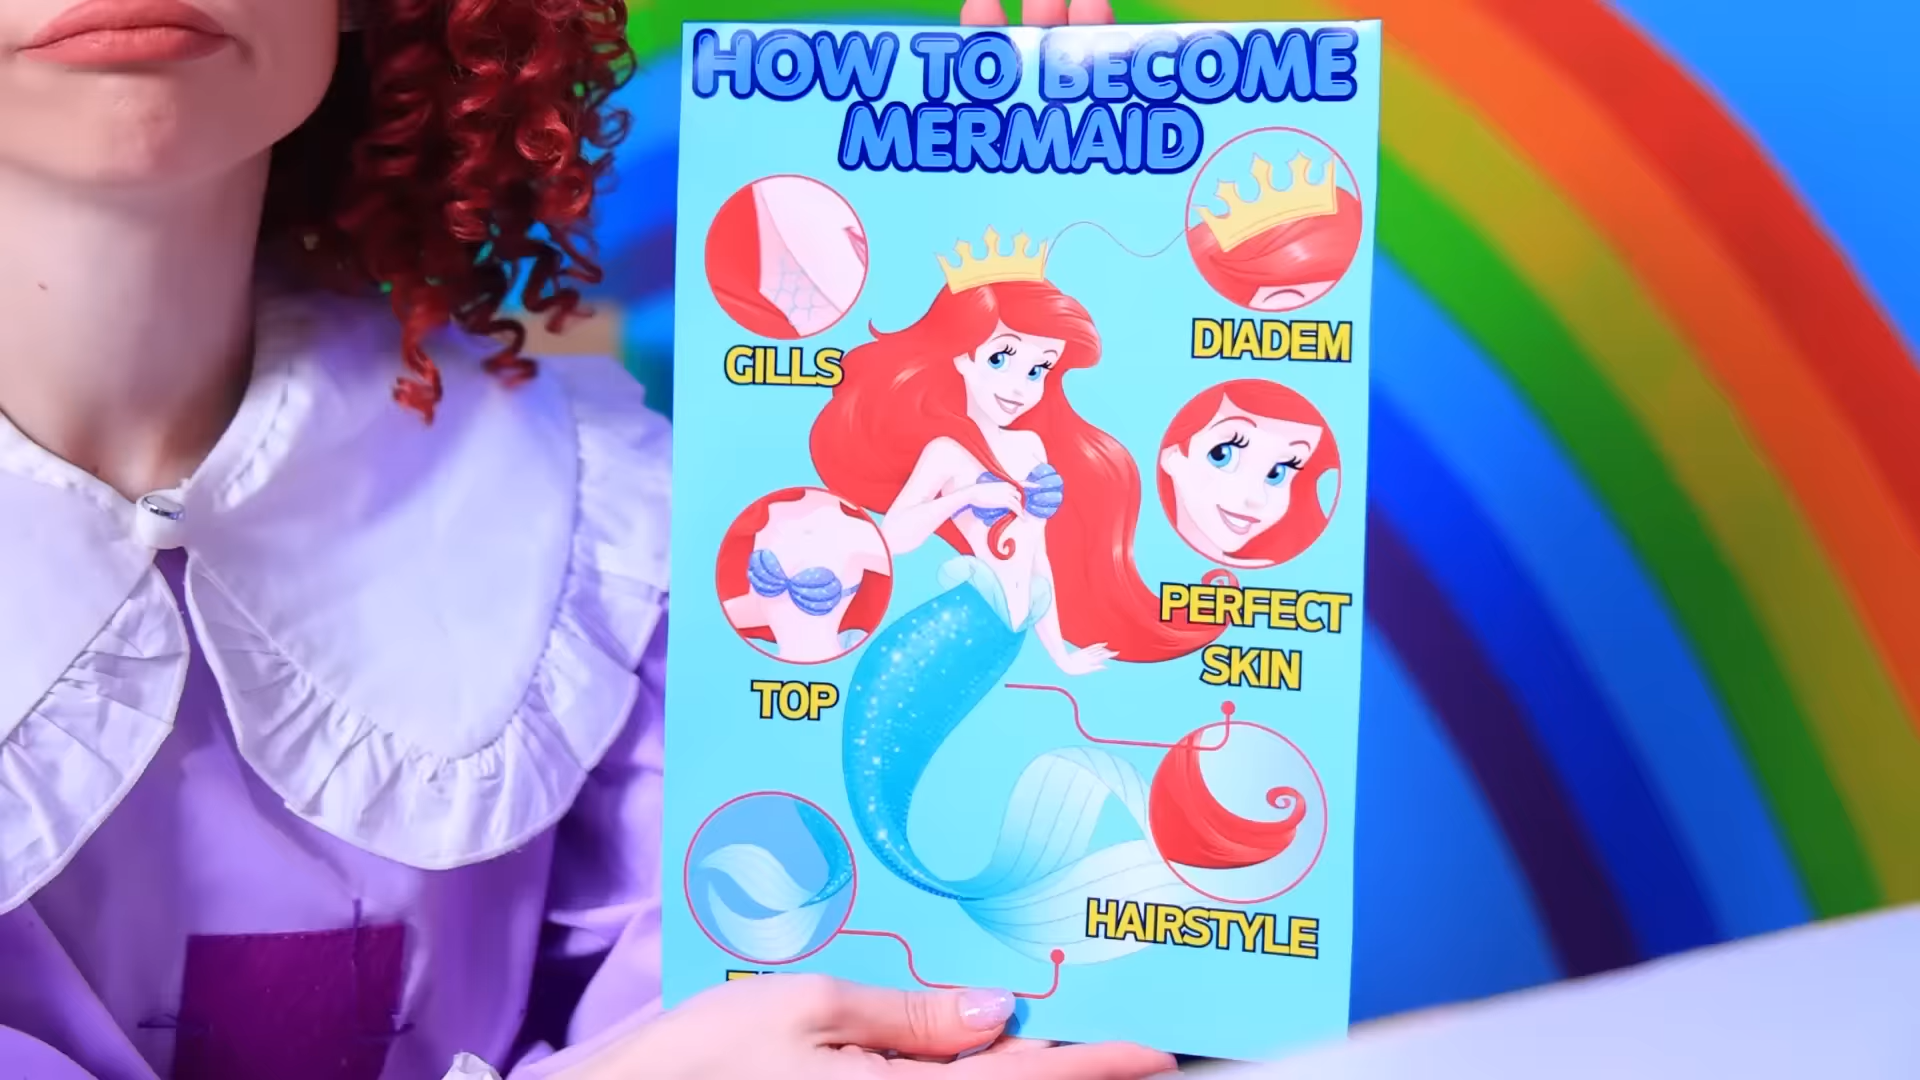 HOW TO BECOME
MERMAID
GILLS
DIADEM
PERFECT
SKIN
TOP
HAIRSTYLE